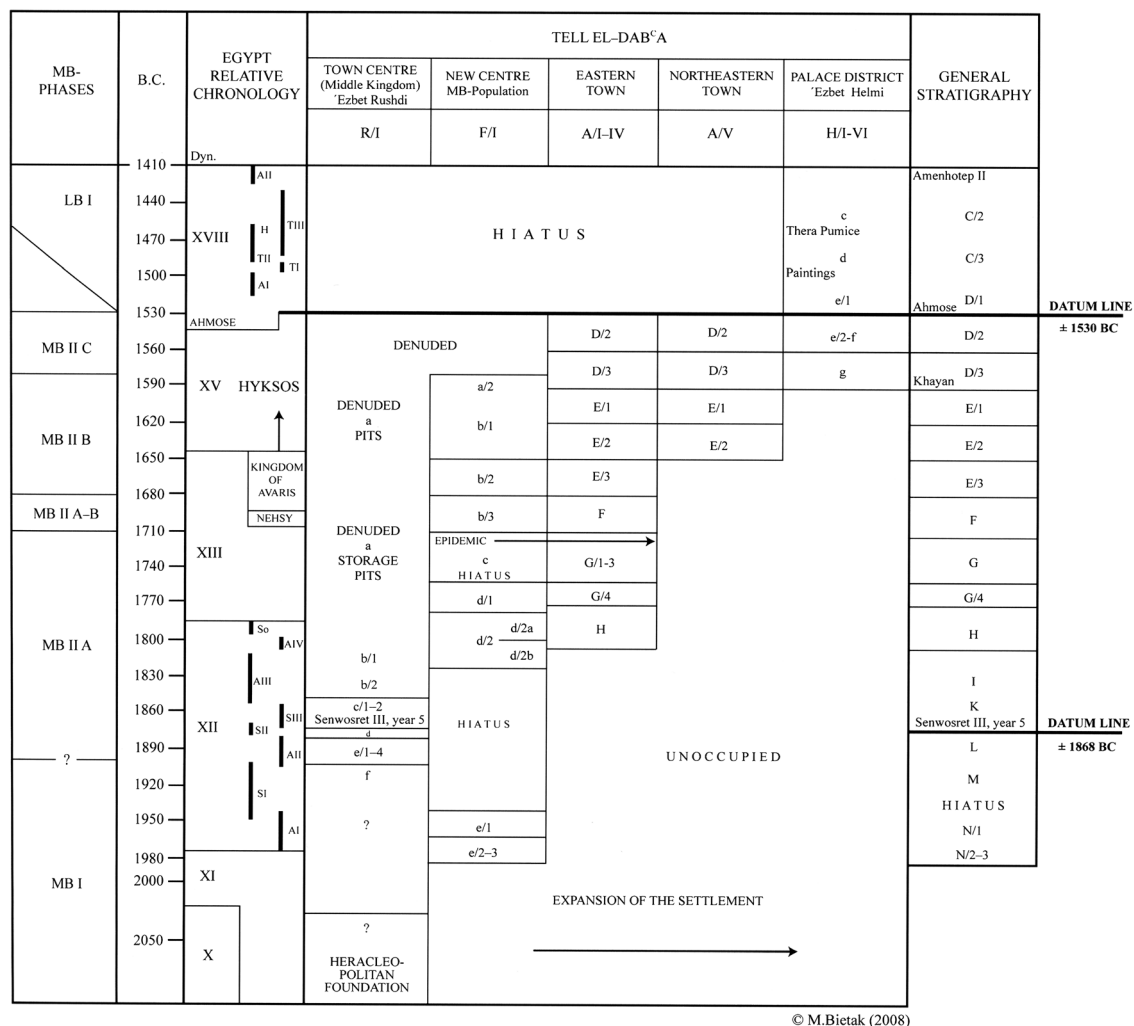 MB-
PHASES
B.C.
EGYPT
RELATIVE
CHRONOLOGY
Dyn.
TELL EL–DABᶜA
TOWN CENTRE
(Middle Kingdom)
´Ezbet Rushdi
R/I
NEW CENTRE
MB-Population
F/I
EASTERN
TOWN
A/I–IV
NORTHEASTERN
TOWN
A/V
PALACE DISTRICT
´Ezbet Helmi
H/I-VI
GENERAL
STRATIGRAPHY
LB I
MB II C
MB II B
MB II A–B
MB II A
?
MB I
1410
1440
1470
1500
1530
1560
1590
1620
1650
1680
1710
1740
1770
1800
1830
1860
1890
1920
1950
1980
2000
2050
XVIII
AII
TIII
H
TII
TI
AI
AHMOSE
XV HYKSOS
KINGDOM
OF
AVARIS
NEHSY
XIII
So
AIV
AIII
XII
SIII
SII
AII
SI
AI
XI
X
HIATUS
DENUDED
DENUDED
a
PITS
DENUDED
a
STORAGE
PITS
b/1
b/2
c/1–2
Senwosret III, year 5
d
e/1–4
f
?
?
HERACLEO-
POLITAN
FOUNDATION
a/2
b/1
b/2
b/3
EPIDEMIC
c
HIATUS
d/1
d/2a
d/2
d/2b
HIATUS
e/1
e/2–3
D/2
D/3
E/1
E/2
E/3
F
G/1-3
G/4
H
D/2
D/3
E/1
E/2
UNOCCUPIED
EXPANSION OF THE SETTLEMENT
c
Thera Pumice
d
Paintings
e/1
e/2-f
g
Amenhotep II
C/2
C/3
Ahmose D/1
D/2
D/3
Khayan
E/1
E/2
E/3
F
G
G/4
H
I
K
Senwosret III, year 5
L
M
HIATUS
N/1
N/2–3
DATUM LINE
± 1530 BC
DATUM LINE
± 1868 BC
© M.Bietak (2008)